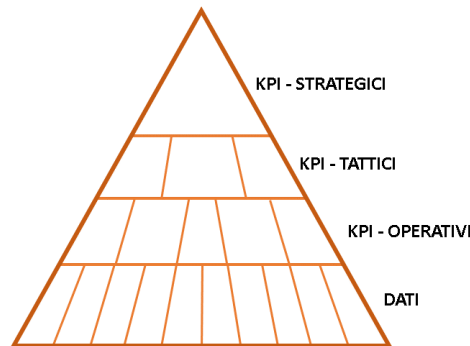 KPI - STRATEGICI
KPI - TATTICI
KPI - OPERATIVI
DATI